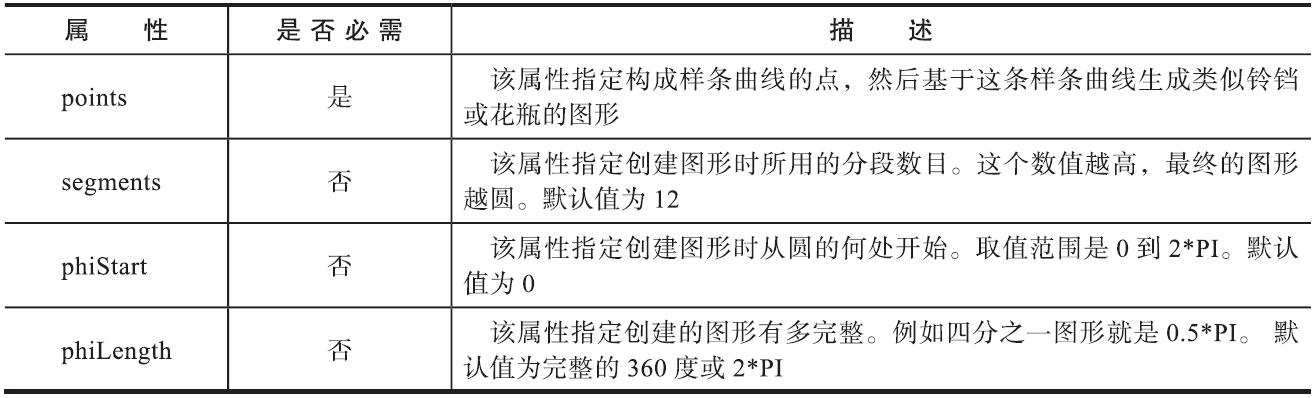 属 性 是 否 必 需 描 述
points 是 该属性指定构成样条曲线的点，然后基于这条样条曲线生成类似铃铛
或花瓶的图形
segments 否 该属性指定创建图形时所用的分段数目。这个数值越高，最终的图形
越圆。默认值为 12
phiStart 否 该属性指定创建图形时从圆的何处开始。取值范围是 0 到 2*PI。默认
值为 0
phiLength 否 该属性指定创建的图形有多完整。例如四分之一图形就是 0.5*PI。 默
认值为完整的 360 度或 2*PI